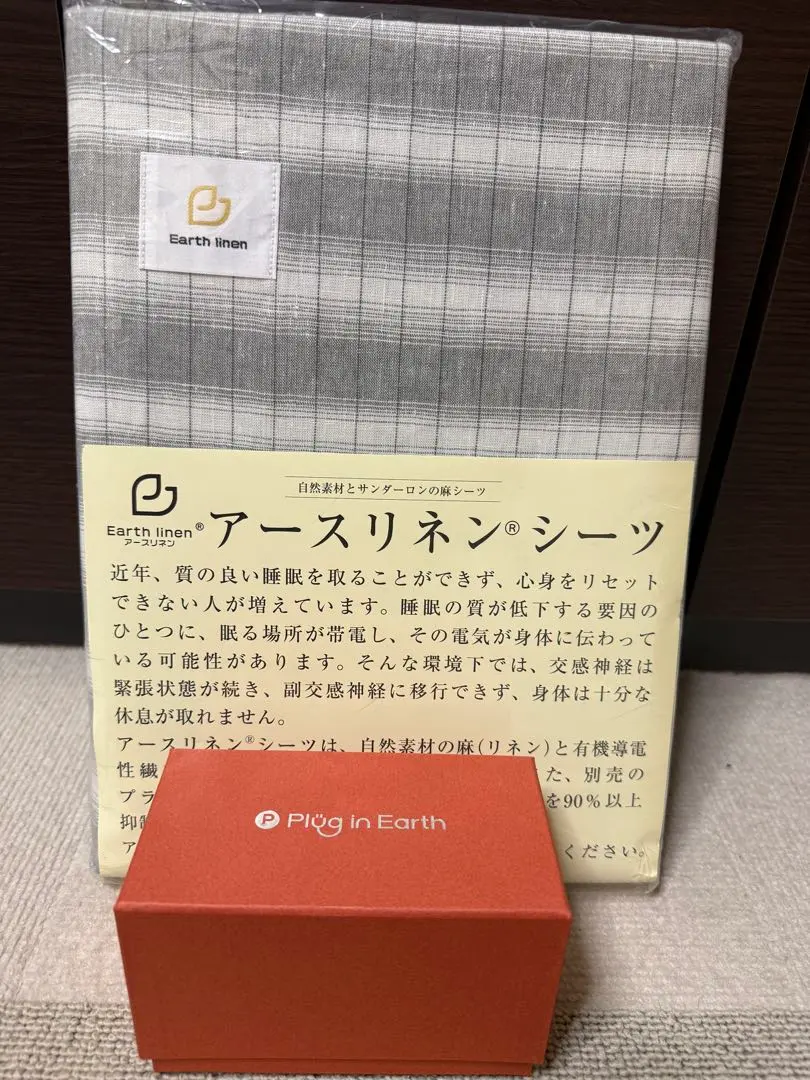 Earth linen
自然素材とサンダーロンの麻シーツ
Earth linen®
アースリネン
アースリネン®シーツ
近年、質の良い睡眠を取ることができず、心身をリセット
できない人が増えています。睡眠の質が低下する要因の
ひとつに、眠る場所が帯電し、その電気が身体に伝わって
いる可能性があります。そんな環境下では、交感神経は
緊張状態が続き、副交感神経に移行できず、身体は十分な
休息が取れません。
アースリネン®シーツは、自然素材の麻(リネン)と有機導電
性繊 た、別売の
プラ を90%以上
抑 
ア ください。
Plug in Earth